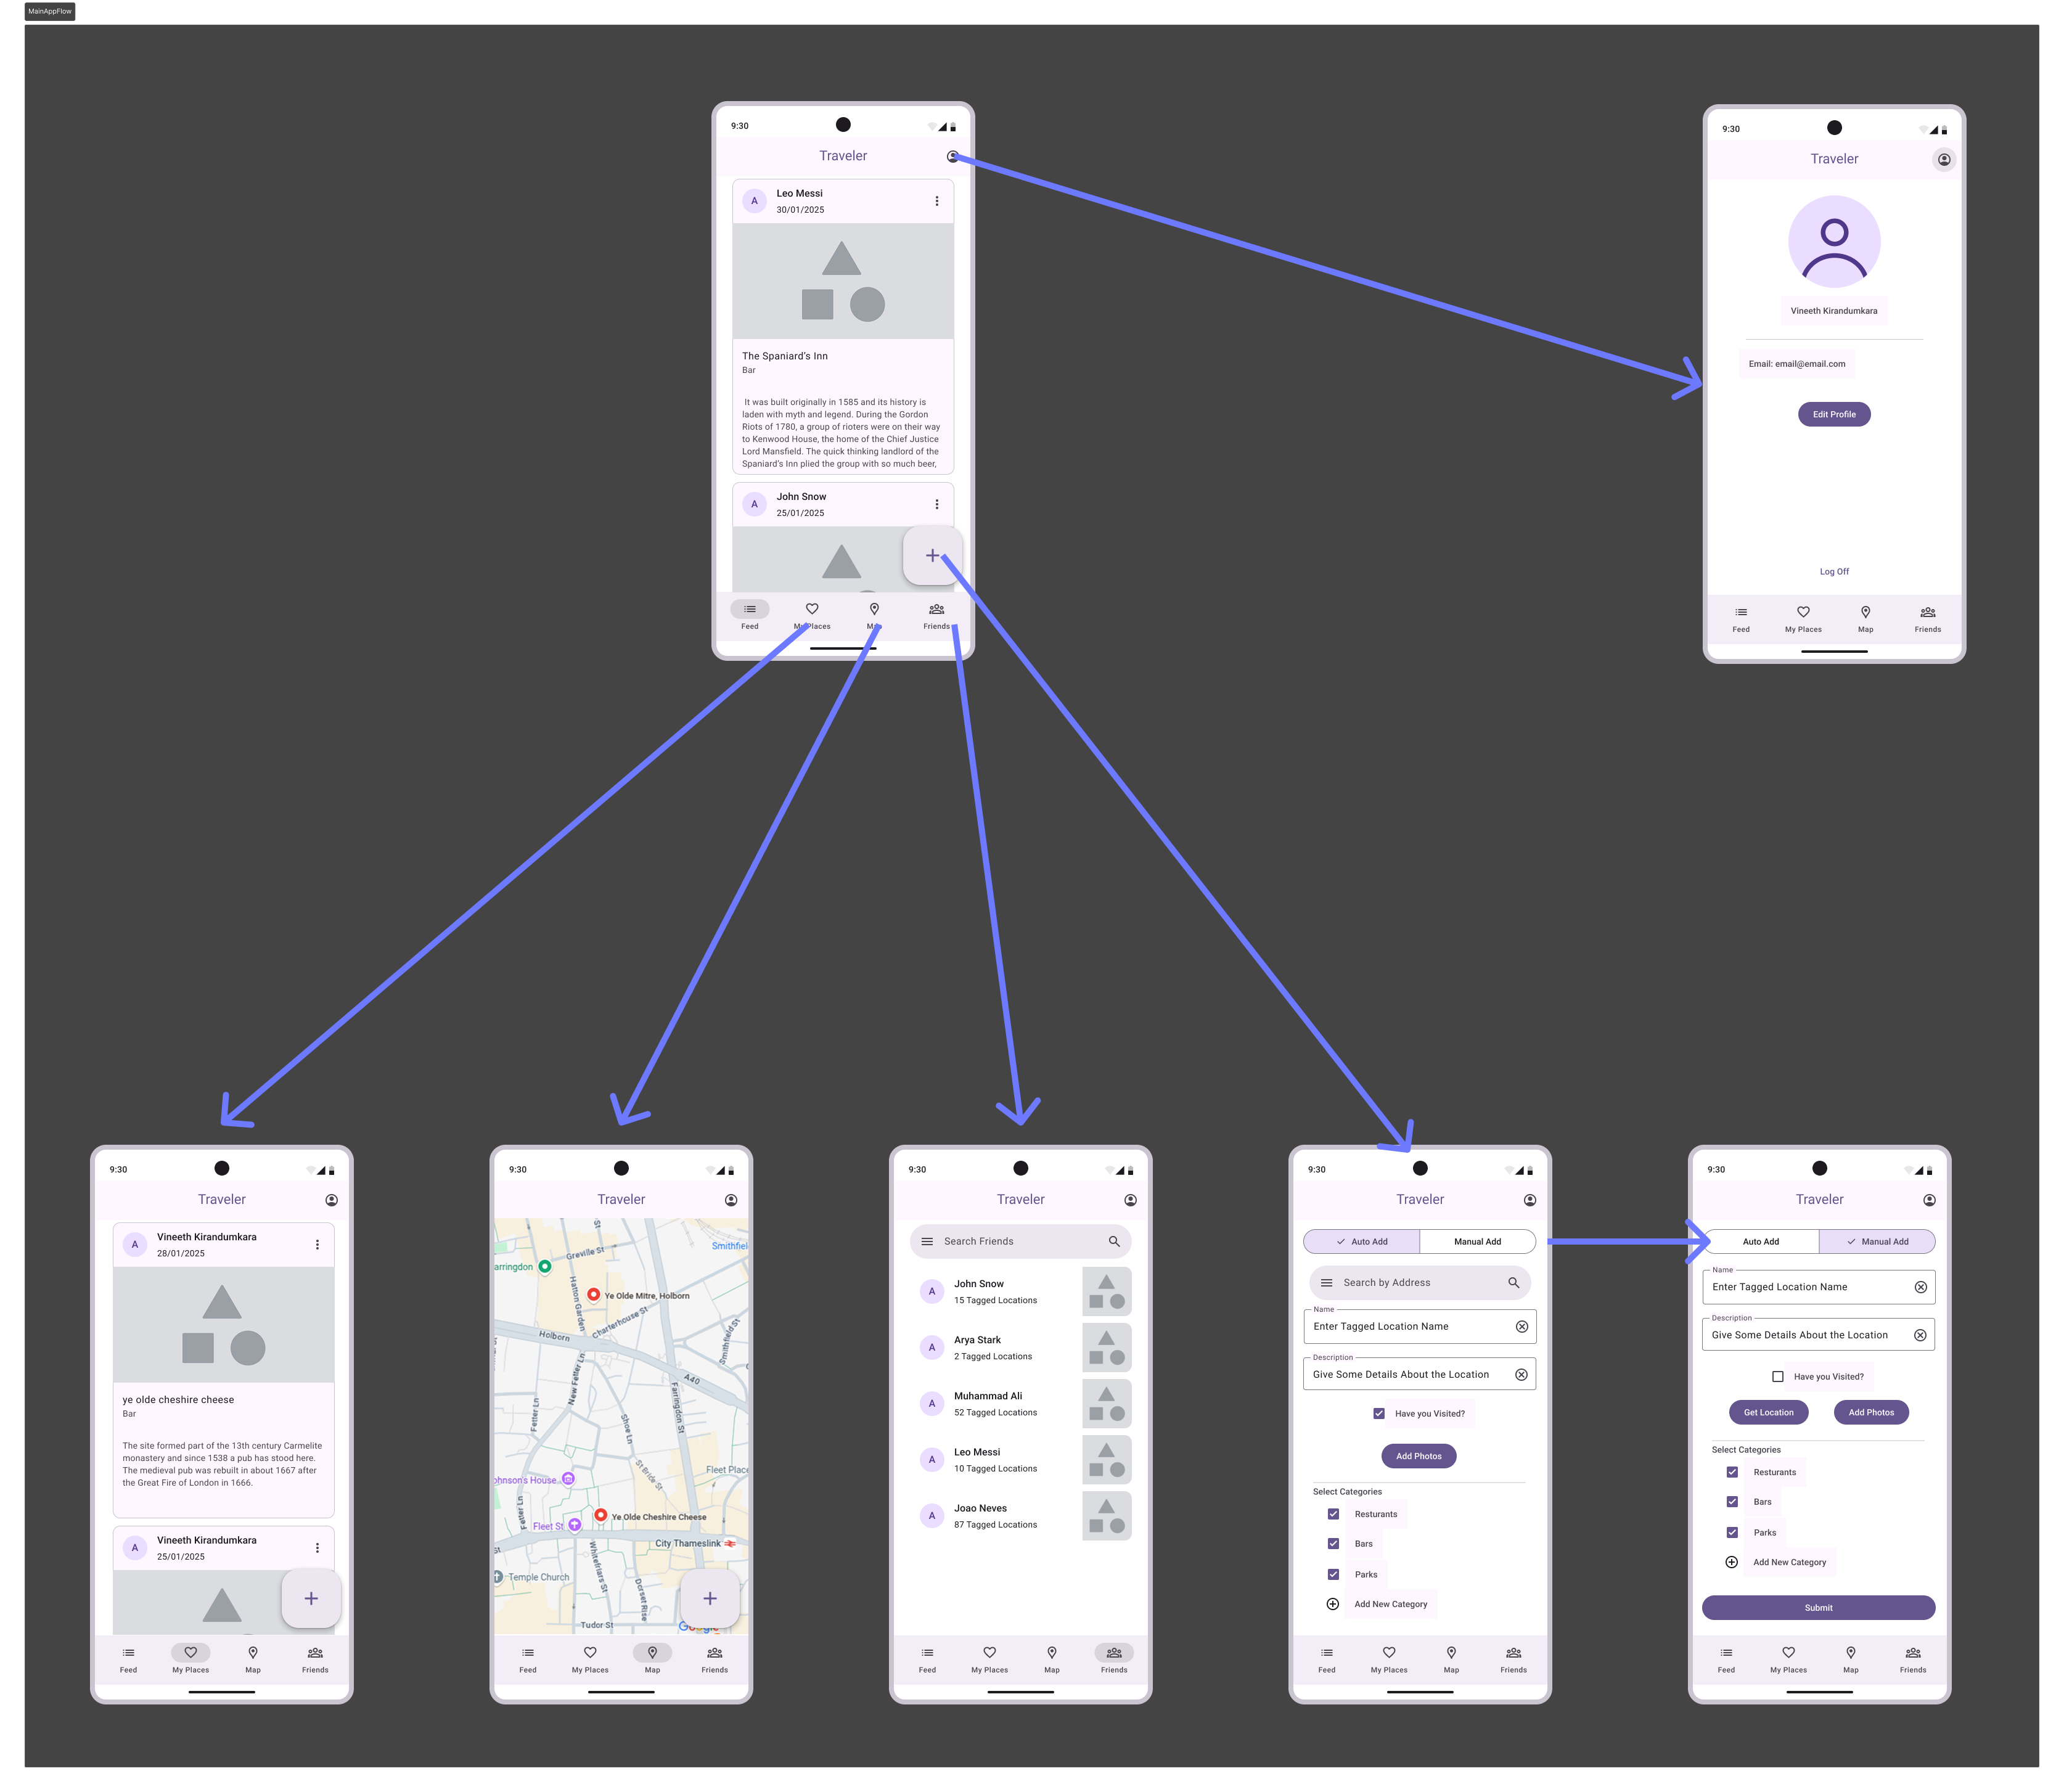 MainAppFlow
9:30
Traveler
A
Leo Messi
30/01/2025
The Spaniard's Inn
Bar
It was built originally in 1585 and its history is
laden with myth and legend. During the Gordon
Riots of 1780, a group of rioters were on their way
to Kenwood House, the home of the Chief Justice
Lord Mansfield. The quick thinking landlord of the
Spaniard's Inn plied the group with so much beer,
A
John Snow
25/01/2025
Feed
My Places
Map
Friends
9:30
Traveler
Vineeth Kirandumkara
Email: email@email.com
Edit Profile
Log Off
Feed
My Places
Map
Friends
9:30
Traveler
A
Vineeth Kirandumkara
28/01/2025
ye olde cheshire cheese
Bar
The site formed part of the 13th century Carmelite
monastery and since 1538 a pub has stood here.
The medieval pub was rebuilt in about 1667 after
the Great Fire of London in 1666.
A
Vineeth Kirandumkara
25/01/2025
Feed
My Places
Map
Friends
9:30
Traveler
St
Smithfiel
Greville St
arringdon
Hatton Garden
Ye Olde Mitre, Holborn
Charterhouse St
Holborn
Smithfield St
New Fetter Ln
A40
Fetter Ln
Farringdon St
Shoe Ln
St Bride St
Fleet Place
ohnson's House
Fetter Ln
Ye Olde Cheshire Cheese
Fleet St
St
City Thameslink
Whitefriars St
Temple Church
Dorset Rise
Tudor St
Google
Feed
My Places
Map
Friends
9:30
Traveler
Search Friends
A
John Snow
15 Tagged Locations
A
Arya Stark
2 Tagged Locations
A
Muhammad Ali
52 Tagged Locations
A
Leo Messi
10 Tagged Locations
A
Joao Neves
87 Tagged Locations
Feed
My Places
Map
Friends
9:30
Traveler
Auto Add
Manual Add
Search by Address
Name
Enter Tagged Location Name
Description
Give Some Details About the Location
Have you Visited?
Add Photos
Select Categories
Resturants
Bars
Parks
Add New Category
Feed
My Places
Map
Friends
9:30
Traveler
Auto Add
Manual Add
Name
Enter Tagged Location Name
Description
Give Some Details About the Location
Have you Visited?
Get Location
Add Photos
Select Categories
Resturants
Bars
Parks
Add New Category
Submit
Feed
My Places
Map
Friends